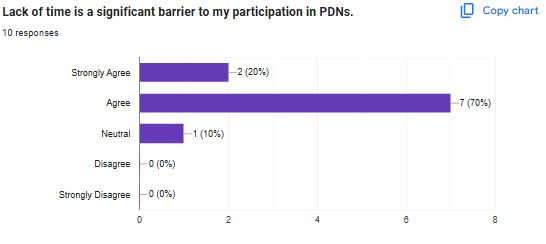 Lack of time is a significant barrier to my participation in PDNs.
Copy chart
10 responses
Strongly Agree
2 (20%)
Agree
7 (70%)
Neutral
1 (10%)
Disagree
0 (0%)
Strongly Disagree
0 (0%)
0 2 4 6 8